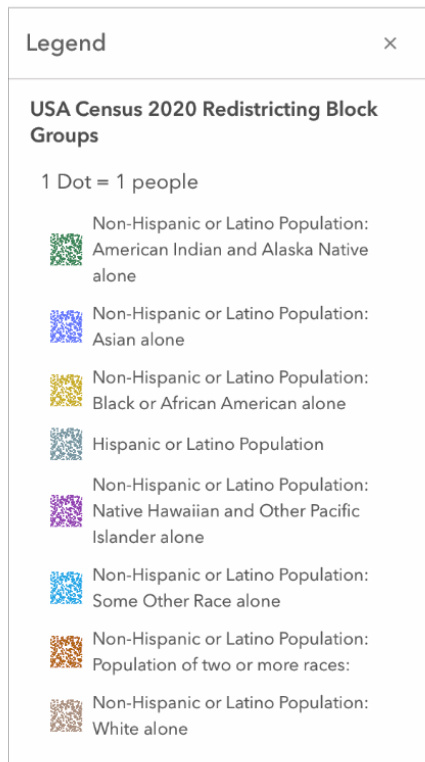 Legend ×
USA Census 2020 Redistricting Block
Groups
1 Dot = 1 people
Non-Hispanic or Latino Population:
American Indian and Alaska Native
alone
Non-Hispanic or Latino Population:
Asian alone
Non-Hispanic or Latino Population:
Black or African American alone
Hispanic or Latino Population
Non-Hispanic or Latino Population:
Native Hawaiian and Other Pacific
Islander alone
Non-Hispanic or Latino Population:
Some Other Race alone
Non-Hispanic or Latino Population:
Population of two or more races:
Non-Hispanic or Latino Population:
White alone